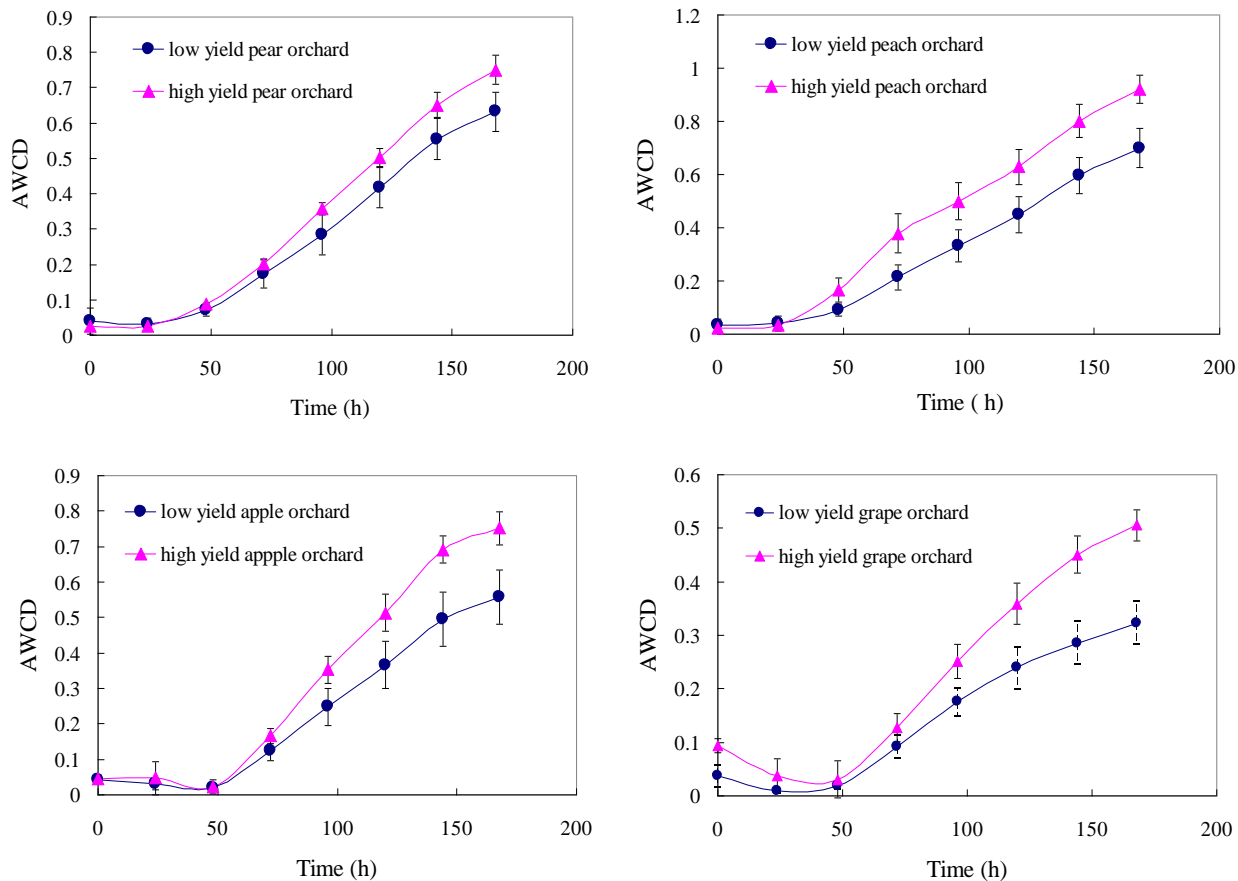 0.9
0.8
0.7
0.6
0.5
0.4
0.3
0.2
0.1
0
AWCD
low yield pear orchard
high yield pear orchard
0 50 100 150 200
Time (h)
1.2
1
0.8
0.6
0.4
0.2
0
AWCD
low yield peach orchard
high yield peach orchard
0 50 100 150 200
Time ( h)
0.9
0.8
0.7
0.6
0.5
0.4
0.3
0.2
0.1
0
AWCD
low yield apple orchard
high yield appple orchard
0 50 100 150 200
Time (h)
0.6
0.5
0.4
0.3
0.2
0.1
0
AWCD
low yield grape orchard
high yield grape orchard
0 50 100 150 200
Time (h)